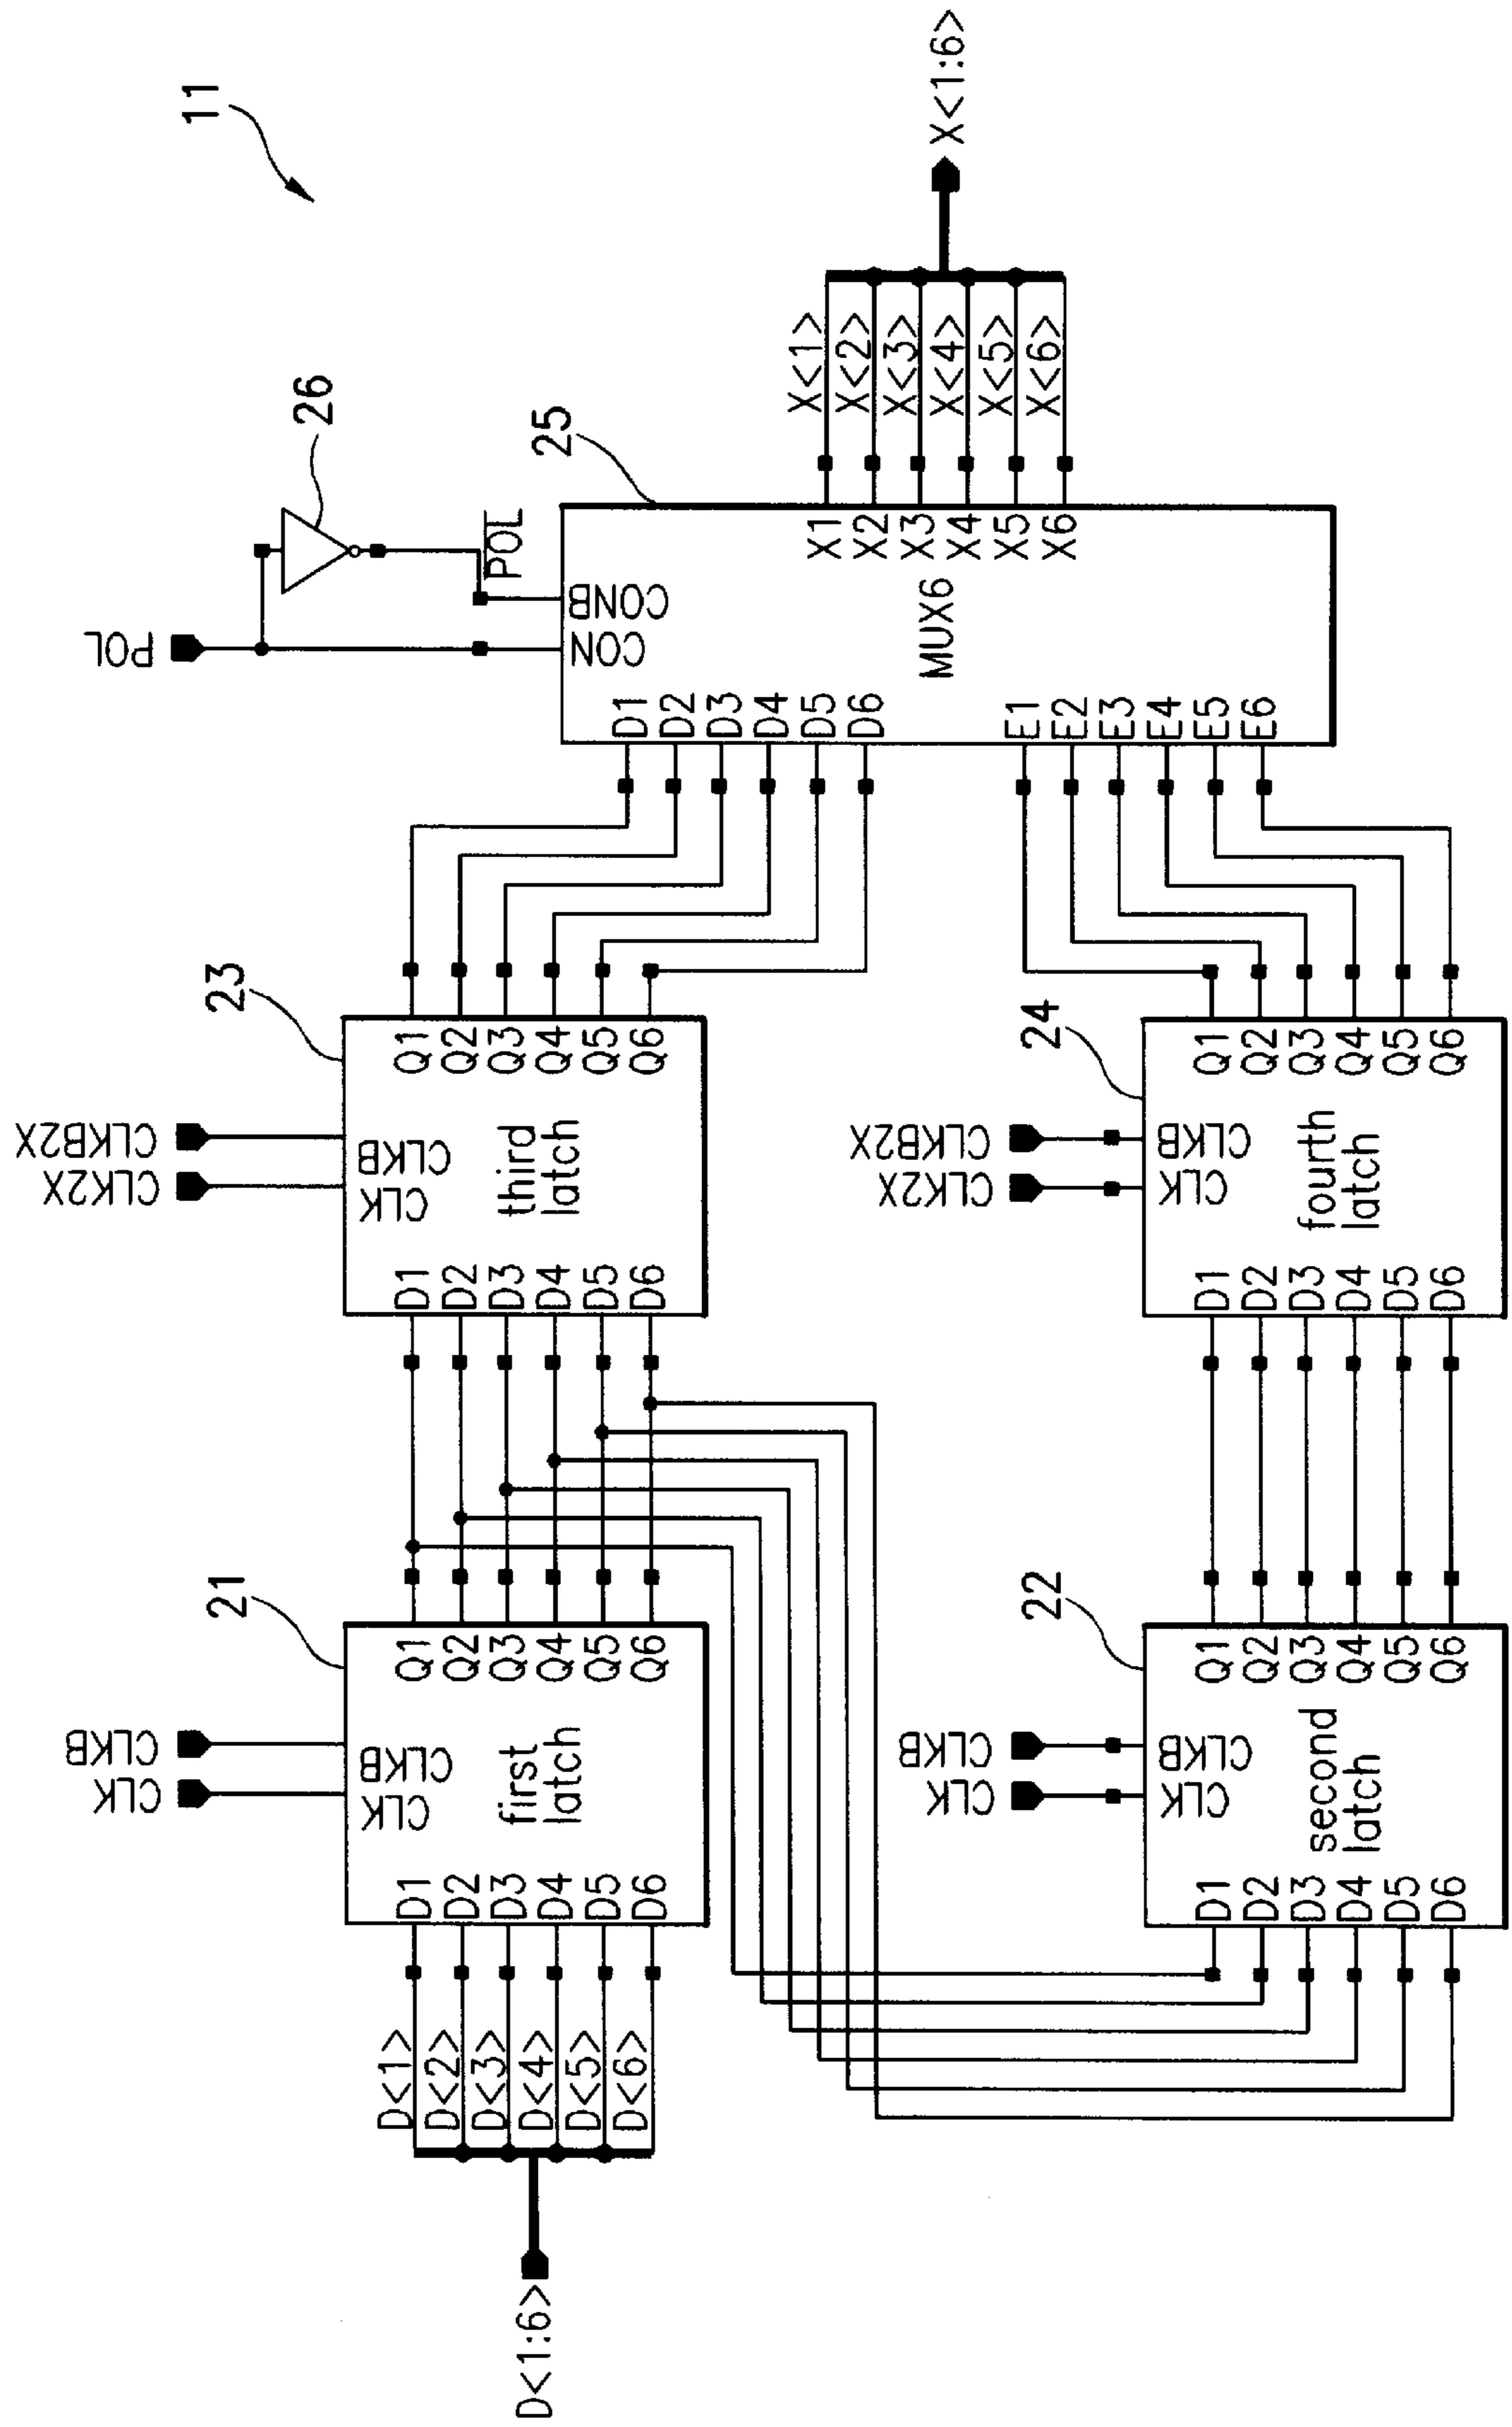 11
D<1:6>
D<1>
D<2>
D<3>
D<4>
D<5>
D<6>
CLK
CLKB
21
CLK
CLKB
D1
D2
D3
D4
D5
D6
first
latch
Q1
Q2
Q3
Q4
Q5
Q6
CLK2X
CLKB2X
23
CLK
CLKB
D1
D2
D3
D4
D5
D6
third
latch
Q1
Q2
Q3
Q4
Q5
Q6
CLK
CLKB
22
CLK
CLKB
D1
D2
D3
D4
D5
D6
second
latch
Q1
Q2
Q3
Q4
Q5
Q6
CLK2X
CLKB2X
24
CLK
CLKB
D1
D2
D3
D4
D5
D6
fourth
latch
Q1
Q2
Q3
Q4
Q5
Q6
POL
26
POL
25
CON
CONB
D1
D2
D3
D4
D5
D6
E1
E2
E3
E4
E5
E6
MUX6
X1
X2
X3
X4
X5
X6
X<1>
X<2>
X<3>
X<4>
X<5>
X<6>
X<1:6>